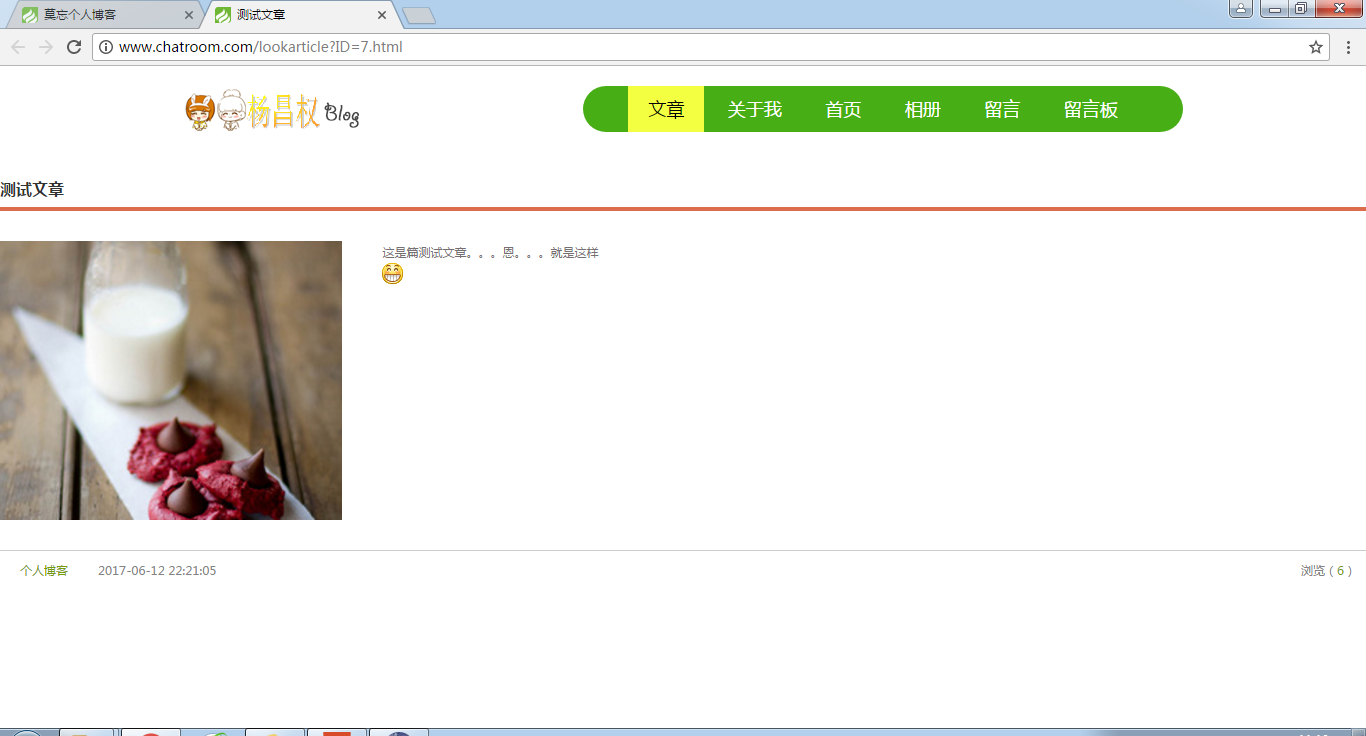 莫忘个人博客
测试文章
www.chatroom.com/lookarticle?ID=7.html
杨昌权 Blog
文章 关于我 首页 相册 留言 留言板
测试文章
这是篇测试文章。。。恩。。。就是这样
个人博客 2017-06-12 22:21:05 浏览（6）